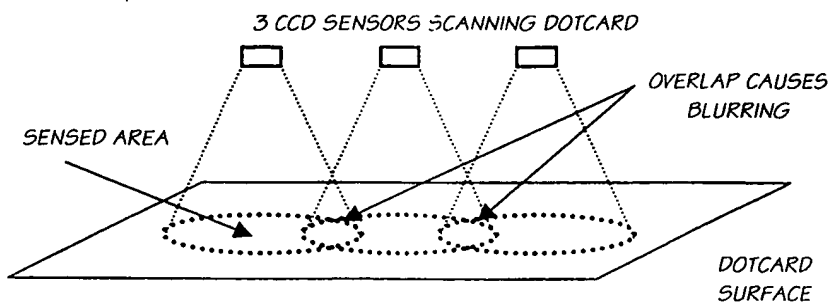 3 CCD SENSORS SCANNING DOTCARD
OVERLAP CAUSES
BLURRING
SENSED AREA
DOTCARD
SURFACE